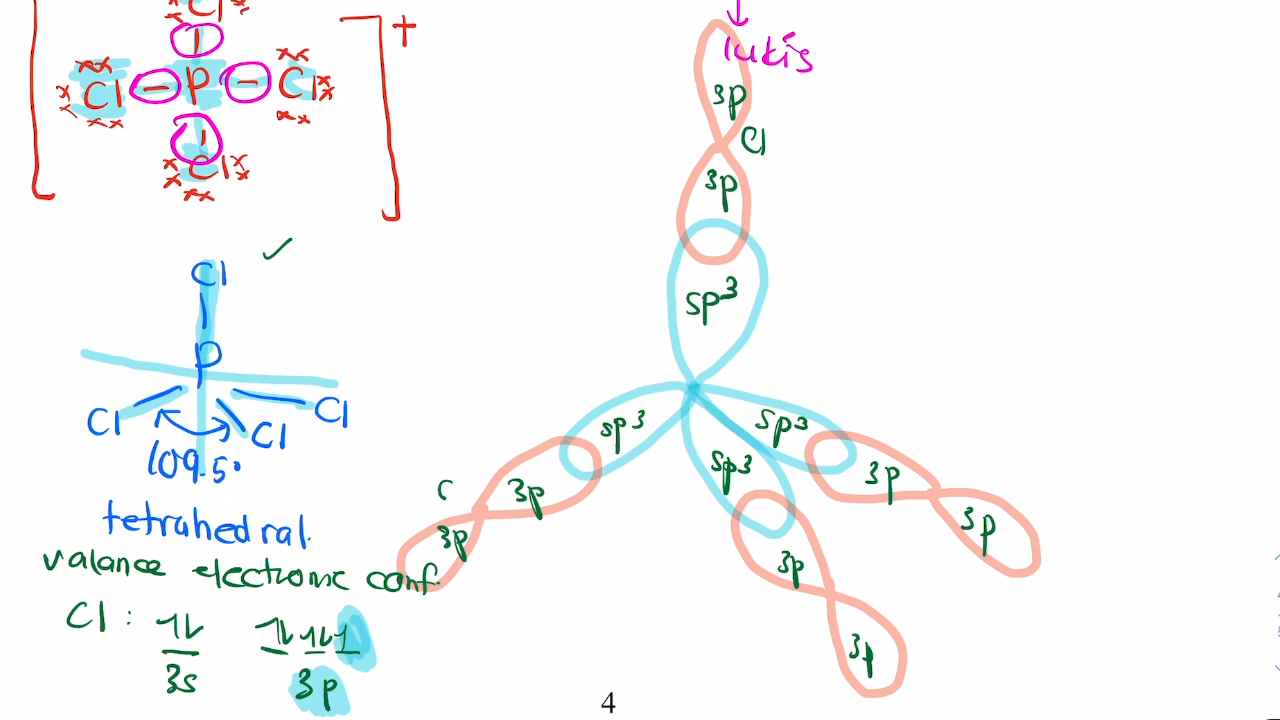 Cl
+
Cl - P - Cl
Cl
Cl
P
Cl
Cl
Cl
109.5°
tetrahedral.
valance electronic conf.
Cl : 1L 1L 1L 1
3s 3p
lukis
3p
Cl
3p
sp3
sp3
sp3
sp3
3p
3p
3p
3p
C
3p
3p
4